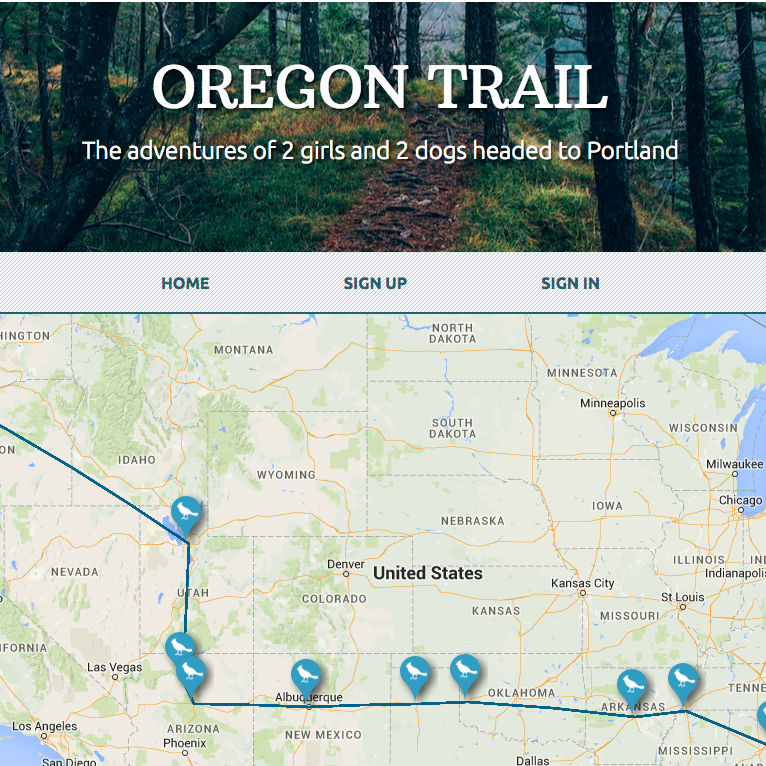 OREGON TRAIL
The adventures of 2 girls and 2 dogs headed to Portland
HOME SIGN UP SIGN IN
HINGTON
NORTH
DAKOTA
MONTANA
MINNESOTA
Minneapolis
SOUTH
DAKOTA
WISCONSIN
ON
IDAHO
Milwaukee
WYOMING
Chicago
IOWA
NEBRASKA
ILLINOIS
IND
Denver
United States
Indianapolis
NEVADA
Kansas City
UTAH
COLORADO
St Louis
KANSAS
MISSOURI
IFORNIA
Las Vegas
Albuquerque
OKLAHOMA
TENNE
ARKANSAS
Los Angeles
ARIZONA
Phoenix
NEW MEXICO
MISSISSIPPI
San Diego
Dallas